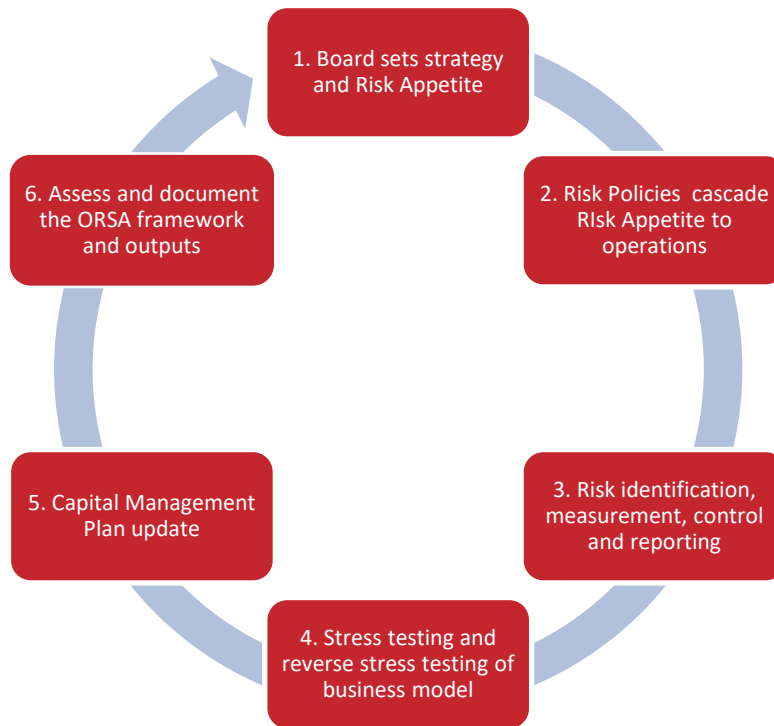 1. Board sets strategy
and Risk Appetite
2. Risk Policies cascade
RIsk Appetite to
operations
3. Risk identification,
measurement, control
and reporting
4. Stress testing and
reverse stress testing of
business model
5. Capital Management
Plan update
6. Assess and document
the ORSA framework
and outputs